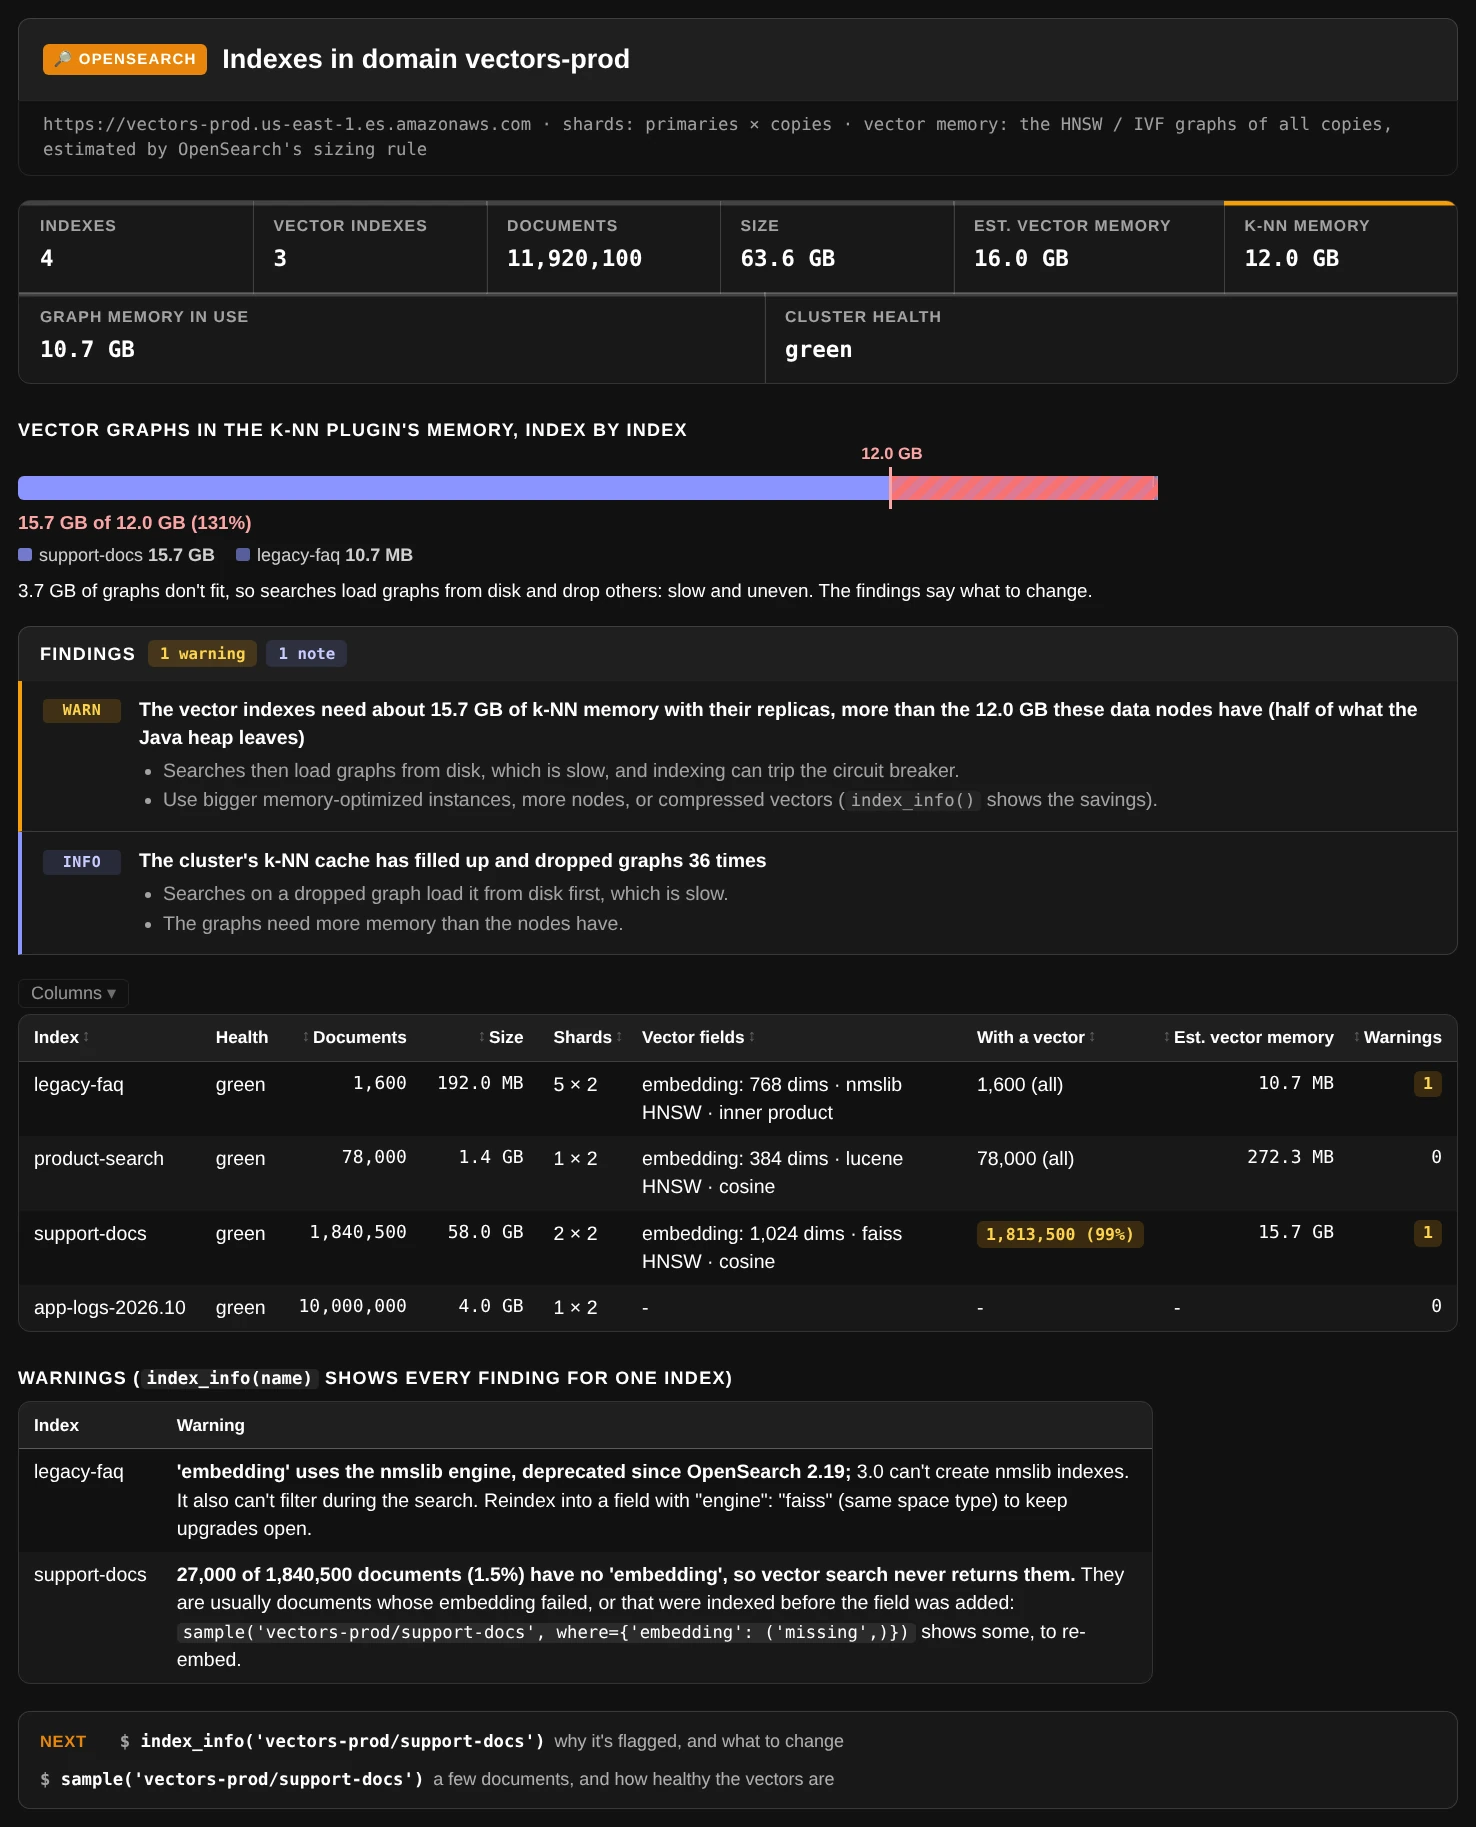 🔎 OPENSEARCH Indexes in domain vectors-prod
https://vectors-prod.us-east-1.es.amazonaws.com · shards: primaries × copies · vector memory: the HNSW / IVF graphs of all copies,
estimated by OpenSearch's sizing rule
INDEXES
4
VECTOR INDEXES
3
DOCUMENTS
11,920,100
SIZE
63.6 GB
EST. VECTOR MEMORY
16.0 GB
K-NN MEMORY
12.0 GB
GRAPH MEMORY IN USE
10.7 GB
CLUSTER HEALTH
green
VECTOR GRAPHS IN THE K-NN PLUGIN'S MEMORY, INDEX BY INDEX
12.0 GB
15.7 GB of 12.0 GB (131%)
support-docs 15.7 GB legacy-faq 10.7 MB
3.7 GB of graphs don't fit, so searches load graphs from disk and drop others: slow and uneven. The findings say what to change.
FINDINGS 1 warning 1 note
WARN The vector indexes need about 15.7 GB of k-NN memory with their replicas, more than the 12.0 GB these data nodes have (half of what the
Java heap leaves)
• Searches then load graphs from disk, which is slow, and indexing can trip the circuit breaker.
• Use bigger memory-optimized instances, more nodes, or compressed vectors (index_info() shows the savings).
INFO The cluster's k-NN cache has filled up and dropped graphs 36 times
• Searches on a dropped graph load it from disk first, which is slow.
• The graphs need more memory than the nodes have.
Columns ▾
Index ↕ Health ↕ Documents ↕ Size Shards ↕ Vector fields ↕ With a vector ↕ ↕ Est. vector memory ↕ Warnings
legacy-faq green 1,600 192.0 MB 5 × 2 embedding: 768 dims · nmslib 1,600 (all) 10.7 MB 1
HNSW · inner product
product-search green 78,000 1.4 GB 1 × 2 embedding: 384 dims · lucene 78,000 (all) 272.3 MB 0
HNSW · cosine
support-docs green 1,840,500 58.0 GB 2 × 2 embedding: 1,024 dims · faiss 1,813,500 (99%) 15.7 GB 1
HNSW · cosine
app-logs-2026.10 green 10,000,000 4.0 GB 1 × 2 - - - 0
WARNINGS (index_info(name) SHOWS EVERY FINDING FOR ONE INDEX)
Index Warning
legacy-faq 'embedding' uses the nmslib engine, deprecated since OpenSearch 2.19; 3.0 can't create nmslib indexes.
It also can't filter during the search. Reindex into a field with "engine": "faiss" (same space type) to keep
upgrades open.
support-docs 27,000 of 1,840,500 documents (1.5%) have no 'embedding', so vector search never returns them. They
are usually documents whose embedding failed, or that were indexed before the field was added:
sample('vectors-prod/support-docs', where={'embedding': ('missing',)}) shows some, to re-
embed.
NEXT $ index_info('vectors-prod/support-docs') why it's flagged, and what to change
$ sample('vectors-prod/support-docs') a few documents, and how healthy the vectors are